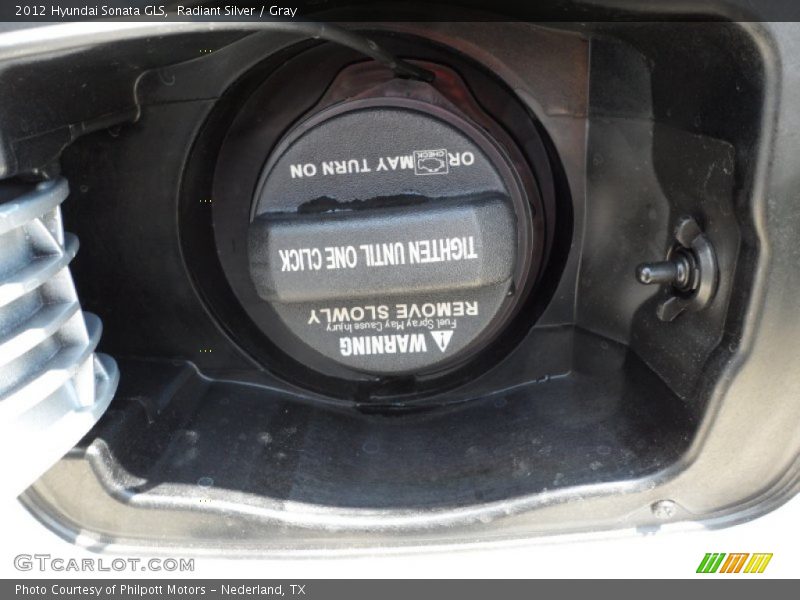 2012 Hyundai Sonata GLS,  Radiant Silver / Gray
WARNING
Fuel Spray May Cause Injury
REMOVE SLOWLY
TIGHTEN UNTIL ONE CLICK
OR CHECK MAY TURN ON
GTCARLOT.COM
Photo Courtesy of Philpott Motors - Nederland, TX